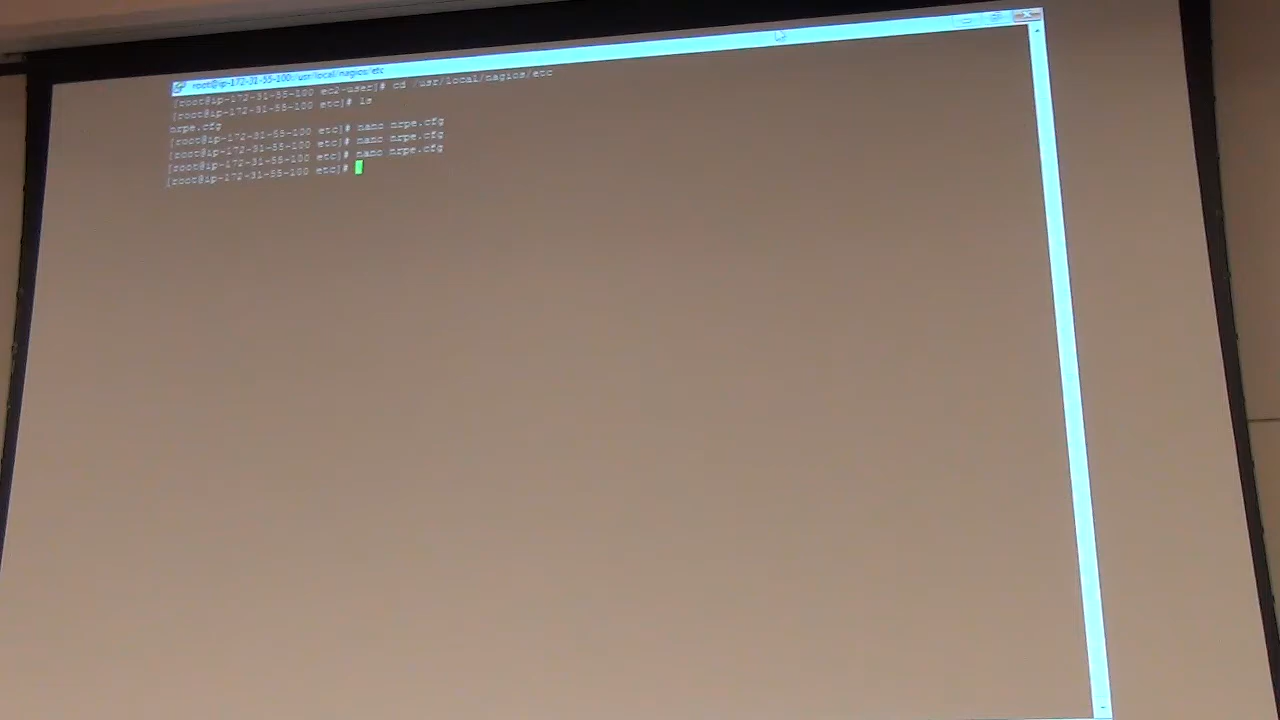 root@ip-172-31-55-100:/usr/local/nagios/etc
[root@ip-172-31-55-100 ec2-user]# cd /usr/local/nagios/etc
[root@ip-172-31-55-100 etc]# ls
nrpe.cfg
[root@ip-172-31-55-100 etc]# nano nrpe.cfg
[root@ip-172-31-55-100 etc]# nano nrpe.cfg
[root@ip-172-31-55-100 etc]# nano nrpe.cfg
[root@ip-172-31-55-100 etc]#